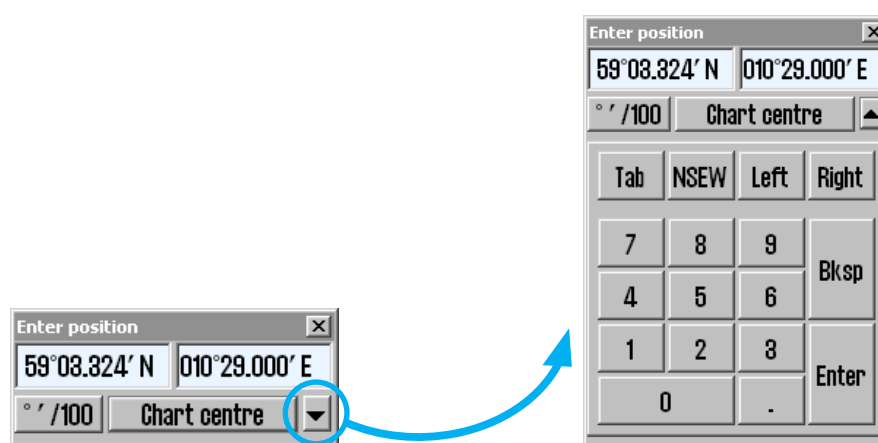 Enter position
59°03.324′ N 010°29.000′ E
° ′ /100 Chart centre
Enter position
59°03.324′ N 010°29.000′ E
° ′ /100 Chart centre
Tab NSEW Left Right
7 8 9
Bksp
4 5 6
1 2 3
Enter
0 .